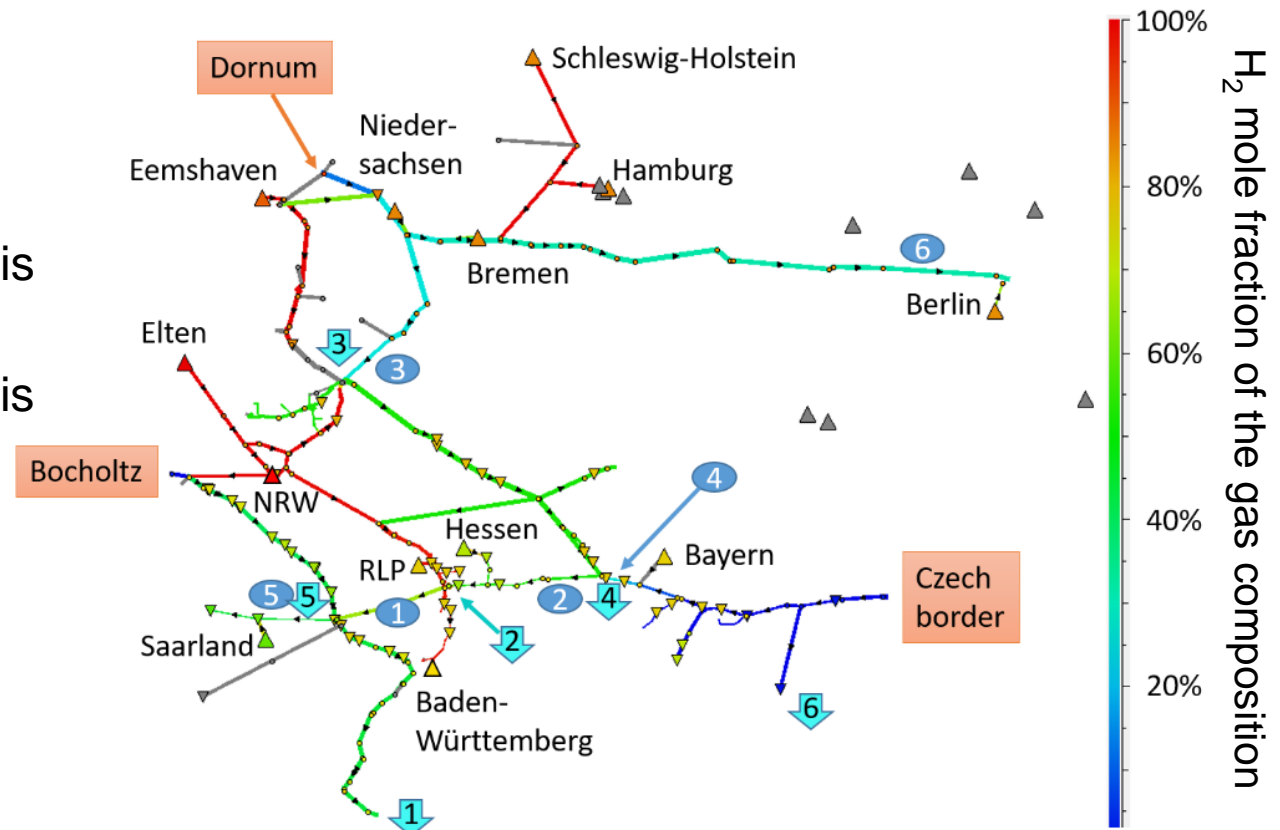 Schleswig-Holstein
Dornum
Nieder-
sachsen
Eemshaven
Hamburg
is
Bremen
6
Berlin
Elten
3
3
is
Bocholtz
NRW
4
Hessen
RLP
Bayern
Czech
border
5
5
1
2
4
2
Saarland
6
Baden-
Württemberg
1
100%
80%
60%
40%
20%
H₂ mole fraction of the gas composition